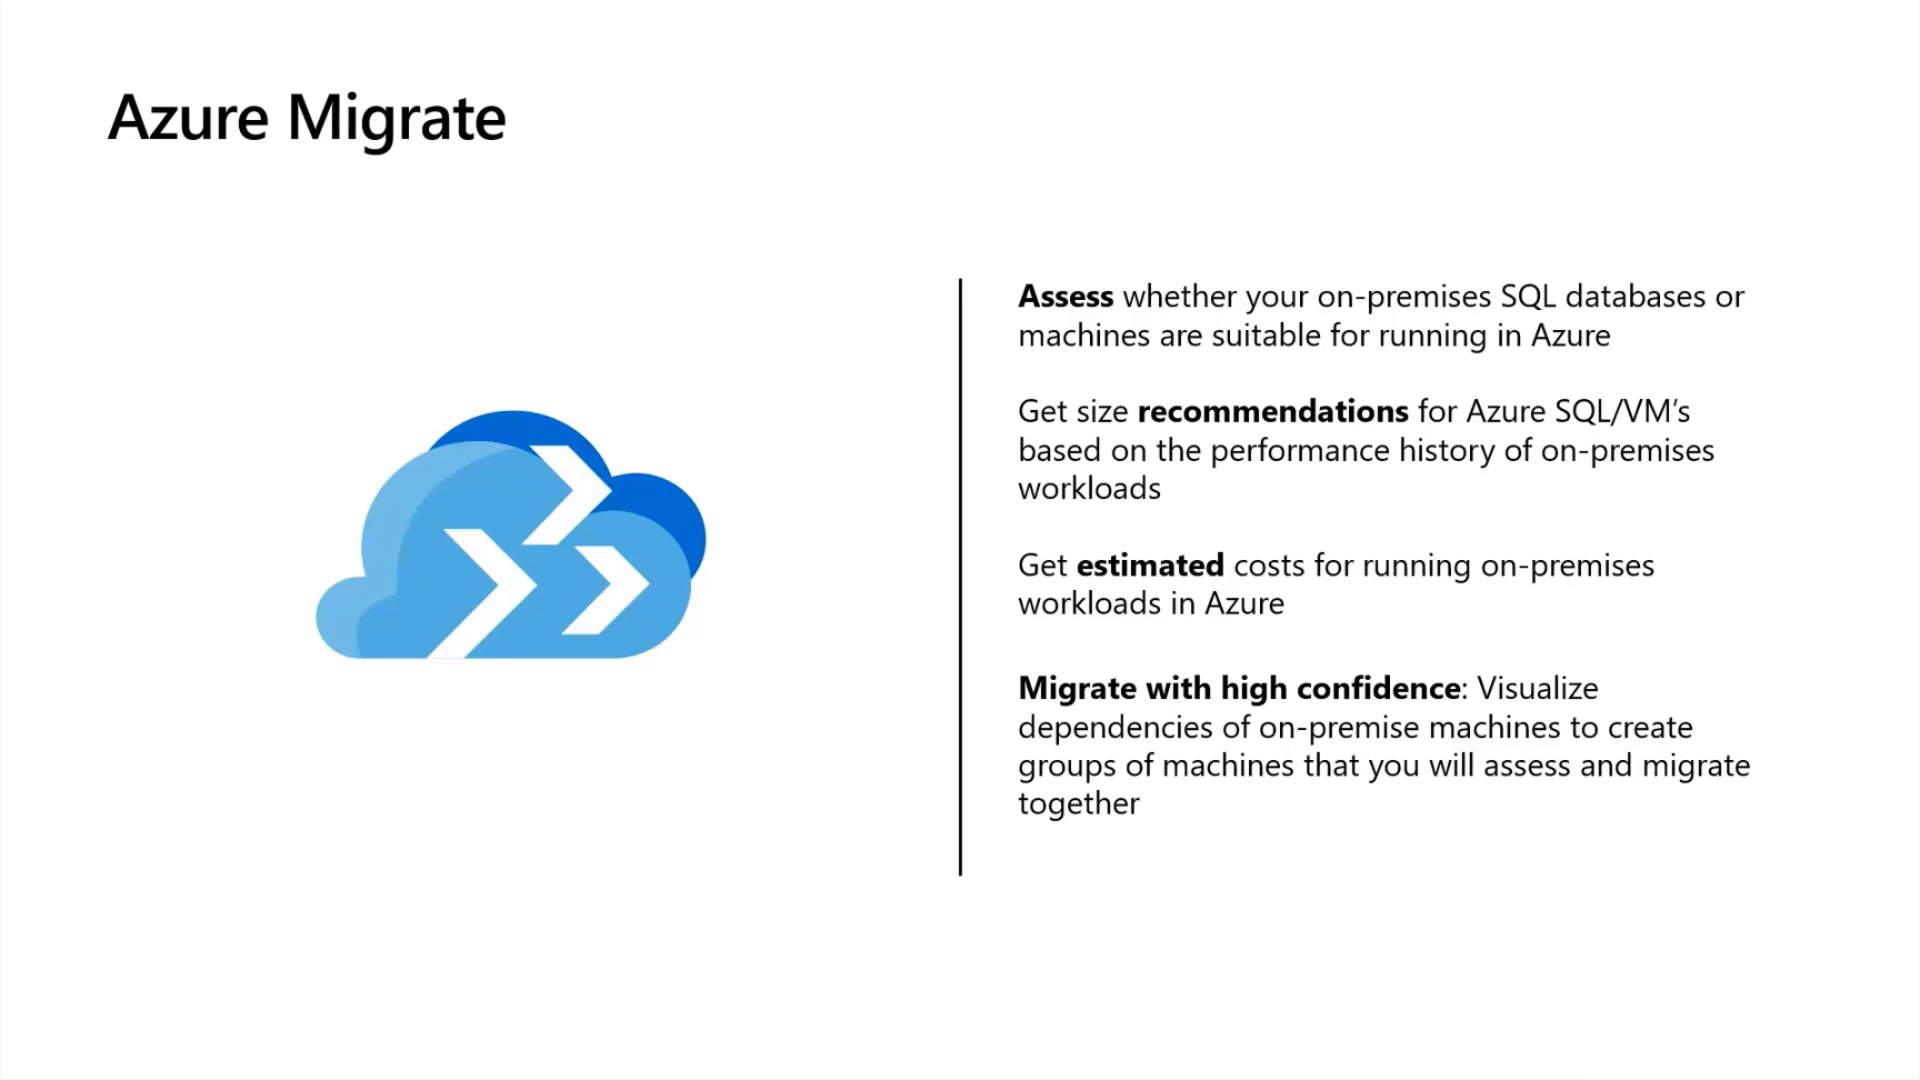 Azure Migrate
Assess whether your on-premises SQL databases or
machines are suitable for running in Azure
Get size recommendations for Azure SQL/VM’s
based on the performance history of on-premises
workloads
Get estimated costs for running on-premises
workloads in Azure
Migrate with high confidence: Visualize
dependencies of on-premise machines to create
groups of machines that you will assess and migrate
together